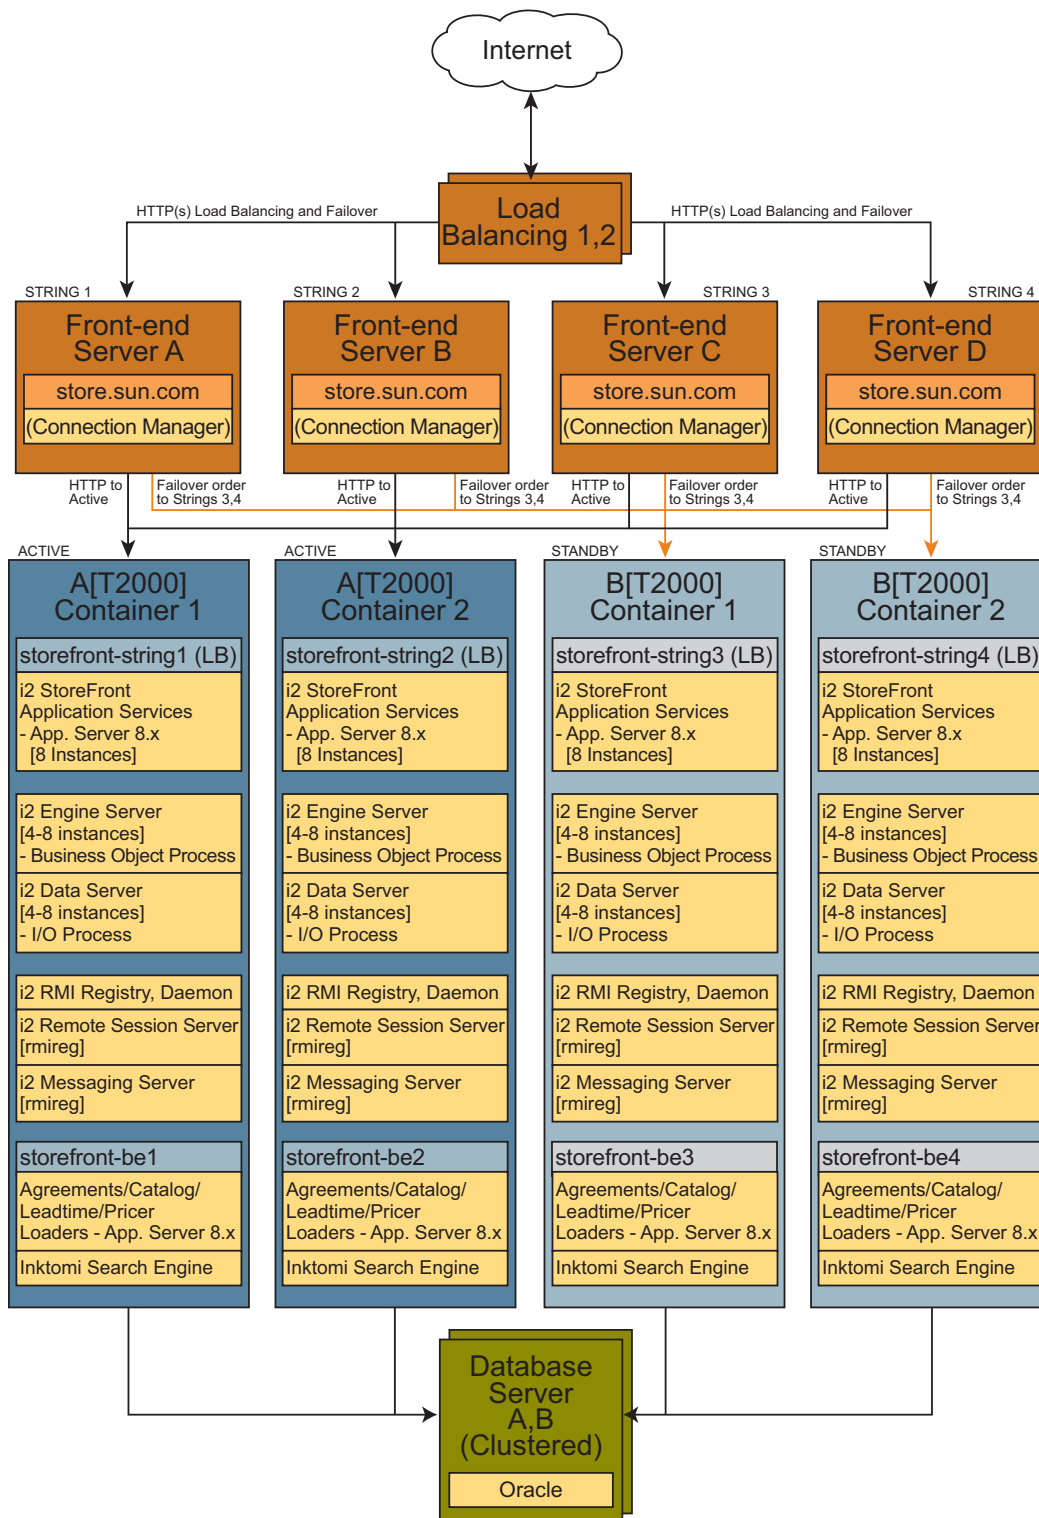 Internet
Load
Balancing 1,2
HTTP(s) Load Balancing and Failover
HTTP(s) Load Balancing and Failover
STRING 1
Front-end
Server A
store.sun.com
(Connection Manager)
STRING 2
Front-end
Server B
store.sun.com
(Connection Manager)
STRING 3
Front-end
Server C
store.sun.com
(Connection Manager)
STRING 4
Front-end
Server D
store.sun.com
(Connection Manager)
HTTP to
Active
Failover order
to Strings 3,4
HTTP to
Active
Failover order
to Strings 3,4
HTTP to
Active
Failover order
to Strings 3,4
HTTP to
Active
Failover order
to Strings 3,4
ACTIVE
A[T2000]
Container 1
storefront-string1 (LB)
i2 StoreFront
Application Services
- App. Server 8.x
[8 Instances]
i2 Engine Server
[4-8 instances]
- Business Object Process
i2 Data Server
[4-8 instances]
- I/O Process
i2 RMI Registry, Daemon
i2 Remote Session Server
[rmireg]
i2 Messaging Server
[rmireg]
storefront-be1
Agreements/Catalog/
Leadtime/Pricer
Loaders - App. Server 8.x
Inktomi Search Engine
ACTIVE
A[T2000]
Container 2
storefront-string2 (LB)
i2 StoreFront
Application Services
- App. Server 8.x
[8 Instances]
i2 Engine Server
[4-8 instances]
- Business Object Process
i2 Data Server
[4-8 instances]
- I/O Process
i2 RMI Registry, Daemon
i2 Remote Session Server
[rmireg]
i2 Messaging Server
[rmireg]
storefront-be2
Agreements/Catalog/
Leadtime/Pricer
Loaders - App. Server 8.x
Inktomi Search Engine
STANDBY
B[T2000]
Container 1
storefront-string3 (LB)
i2 StoreFront
Application Services
- App. Server 8.x
[8 Instances]
i2 Engine Server
[4-8 instances]
- Business Object Process
i2 Data Server
[4-8 instances]
- I/O Process
i2 RMI Registry, Daemon
i2 Remote Session Server
[rmireg]
i2 Messaging Server
[rmireg]
storefront-be3
Agreements/Catalog/
Leadtime/Pricer
Loaders - App. Server 8.x
Inktomi Search Engine
STANDBY
B[T2000]
Container 2
storefront-string4 (LB)
i2 StoreFront
Application Services
- App. Server 8.x
[8 Instances]
i2 Engine Server
[4-8 instances]
- Business Object Process
i2 Data Server
[4-8 instances]
- I/O Process
i2 RMI Registry, Daemon
i2 Remote Session Server
[rmireg]
i2 Messaging Server
[rmireg]
storefront-be4
Agreements/Catalog/
Leadtime/Pricer
Loaders - App. Server 8.x
Inktomi Search Engine
Database
Server
A,B
(Clustered)
Oracle